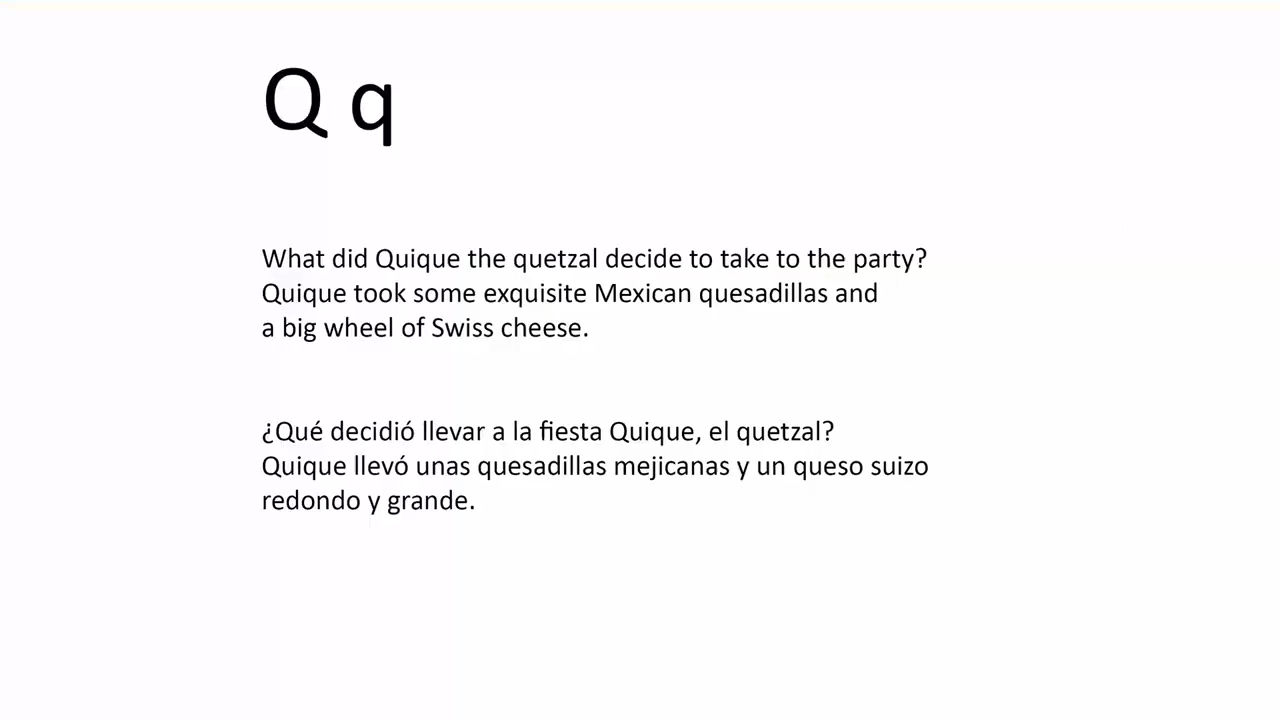 Q q
What did Quique the quetzal decide to take to the party?
Quique took some exquisite Mexican quesadillas and
a big wheel of Swiss cheese.
¿Qué decidió llevar a la fiesta Quique, el quetzal?
Quique llevó unas quesadillas mejicanas y un queso suizo
redondo y grande.